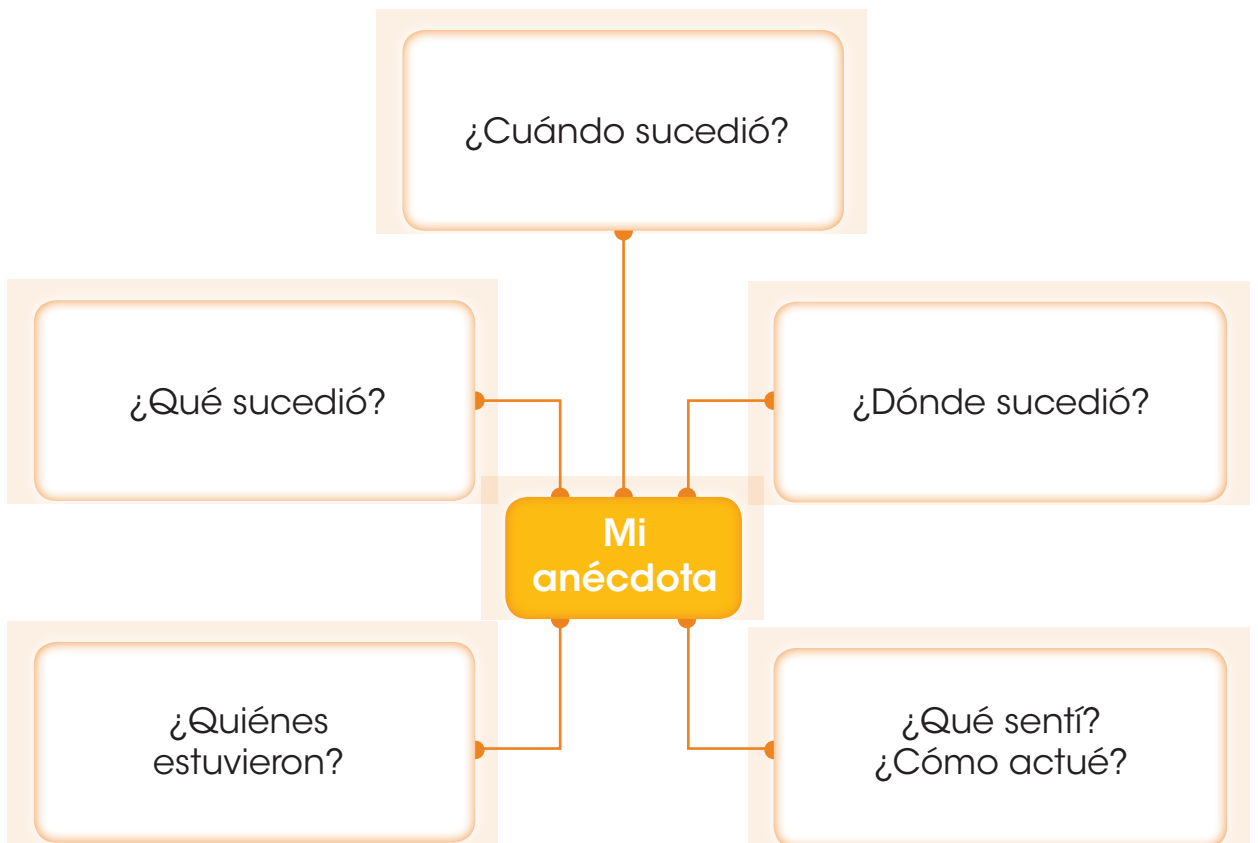 ¿Cuándo sucedió?
¿Qué sucedió?
¿Dónde sucedió?
Mi
anécdota
¿Quiénes
estuvieron?
¿Qué sentí?
¿Cómo actué?